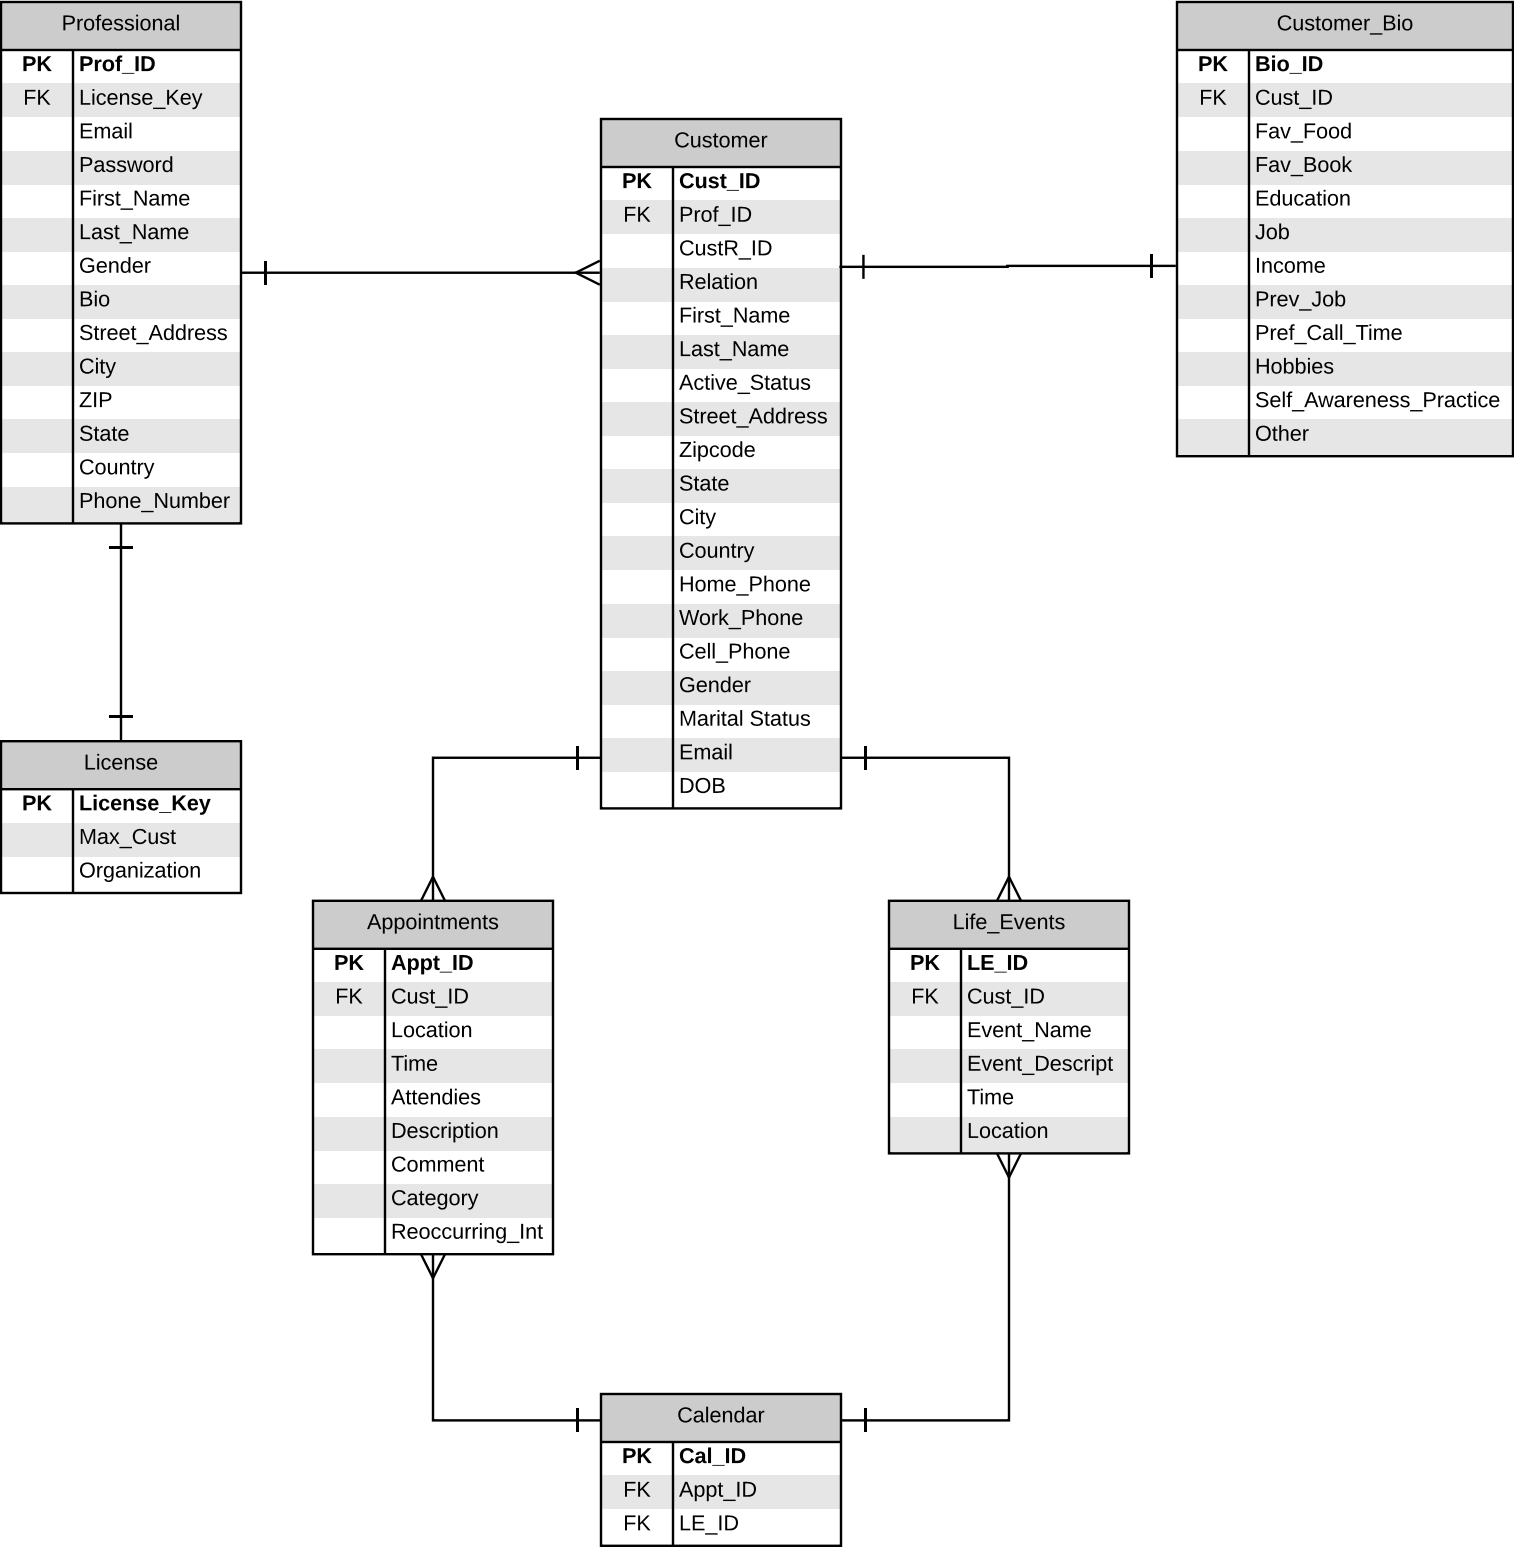 Professional
PK Prof_ID
FK License_Key
Email
Password
First_Name
Last_Name
Gender
Bio
Street_Address
City
ZIP
State
Country
Phone_Number
Customer
PK Cust_ID
FK Prof_ID
CustR_ID
Relation
First_Name
Last_Name
Active_Status
Street_Address
Zipcode
State
City
Country
Home_Phone
Work_Phone
Cell_Phone
Gender
Marital Status
Email
DOB
Customer_Bio
PK Bio_ID
FK Cust_ID
Fav_Food
Fav_Book
Education
Job
Income
Prev_Job
Pref_Call_Time
Hobbies
Self_Awareness_Practice
Other
License
PK License_Key
Max_Cust
Organization
Appointments
PK Appt_ID
FK Cust_ID
Location
Time
Attendies
Description
Comment
Category
Reoccurring_Int
Life_Events
PK LE_ID
FK Cust_ID
Event_Name
Event_Descript
Time
Location
Calendar
PK Cal_ID
FK Appt_ID
FK LE_ID